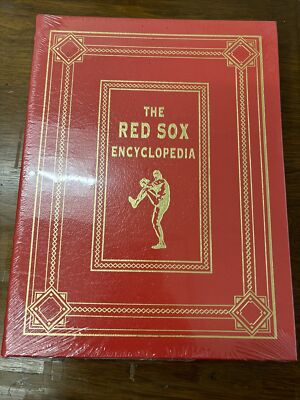 THE
RED SOX
ENCYCLOPEDIA